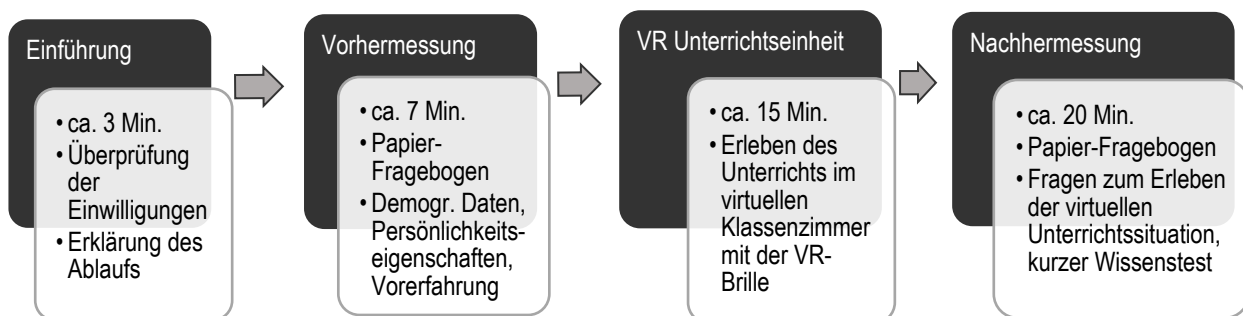 Einführung
• ca. 3 Min.
• Überprüfung
der
Einwilligungen
• Erklärung des
Ablaufs
Vorhermessung
• ca. 7 Min.
• Papier-
Fragebogen
• Demogr. Daten,
Persönlichkeits-
eigenschaften,
Vorerfahrung
VR Unterrichtseinheit
• ca. 15 Min.
• Erleben des
Unterrichts im
virtuellen
Klassenzimmer
mit der VR-
Brille
Nachhermessung
• ca. 20 Min.
• Papier-Fragebogen
• Fragen zum Erleben
der virtuellen
Unterrichtssituation,
kurzer Wissenstest